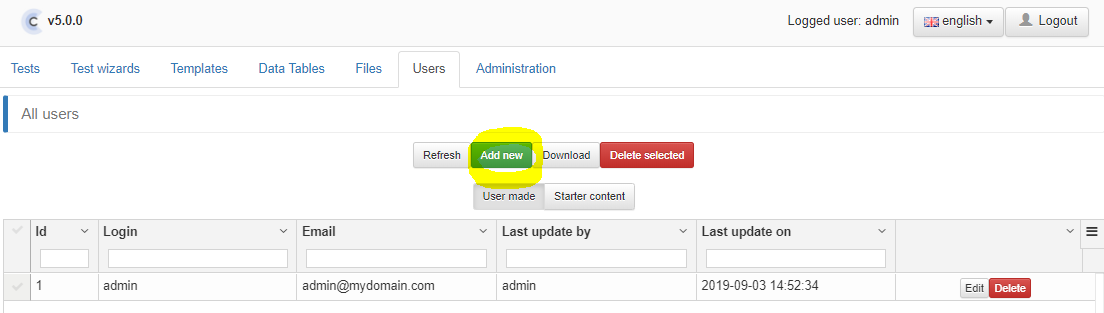 C v5.0.0 Logged user: admin english Logout
Tests Test wizards Templates Data Tables Files Users Administration
All users
Refresh Add new Download Delete selected
User made Starter content
Id Login Email Last update by Last update on
1 admin admin@mydomain.com admin 2019-09-03 14:52:34 Edit Delete